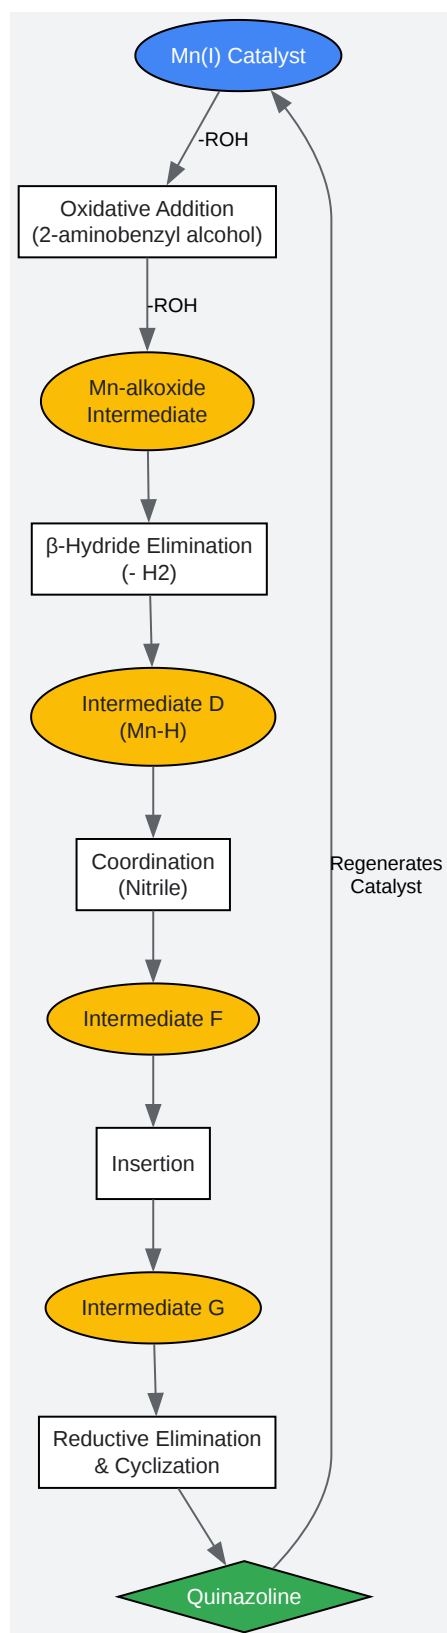 Mn(I) Catalyst
-ROH
Oxidative Addition
(2-aminobenzyl alcohol)
-ROH
Mn-alkoxide
Intermediate
β-Hydride Elimination
(- H2)
Intermediate D
(Mn-H)
Coordination
(Nitrile)
Regenerates
Catalyst
Intermediate F
Insertion
Intermediate G
Reductive Elimination
& Cyclization
Quinazoline